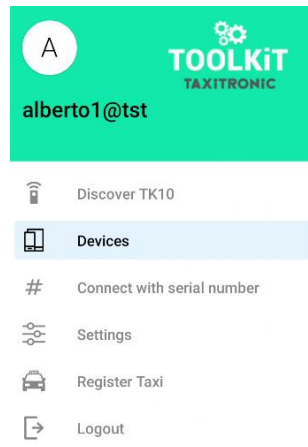 A
TOOLKiT
TAXITRONIC
alberto1@tst
Discover TK10
Devices
# Connect with serial number
Settings
Register Taxi
Logout